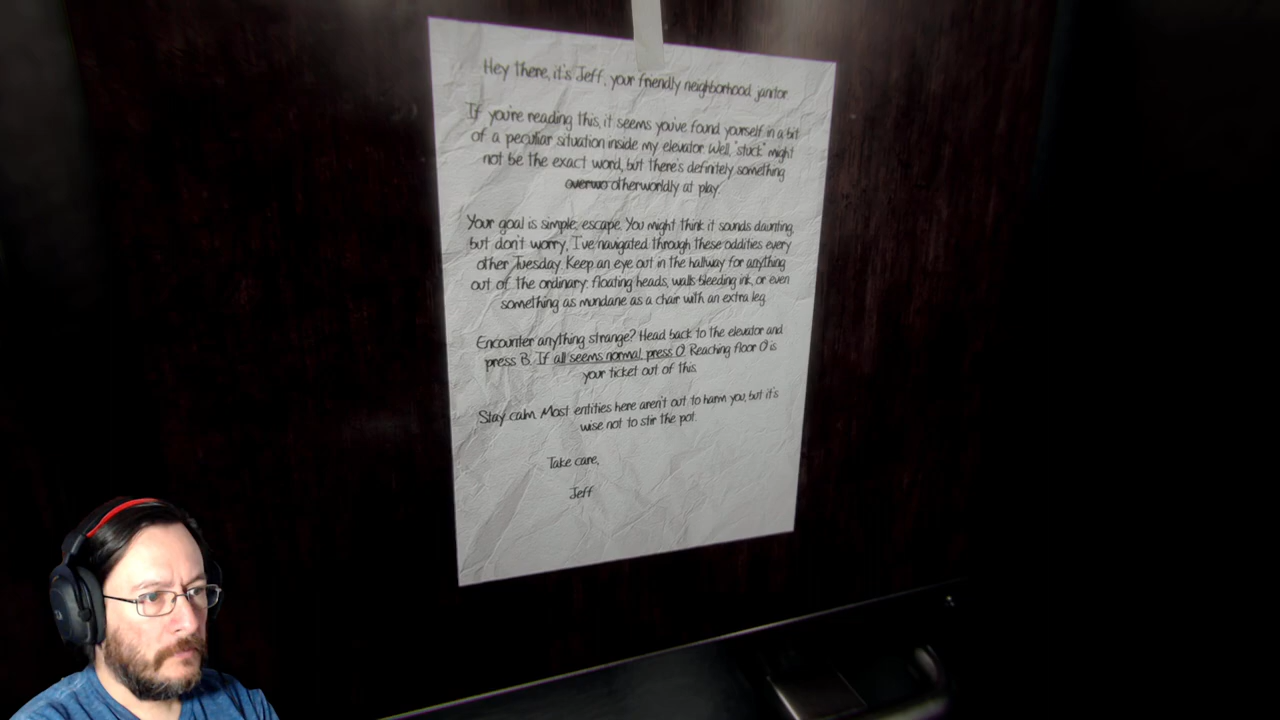 Hey there, it's Jeff, your friendly neighborhood janitor
If you're reading this, it seems you've found yourself in a bit
of a peculiar situation inside my elevator. Well, "stuck" might
not be the exact word, but there's definitely something
overwo otherworldly at play.
Your goal is simple: escape. You might think it sounds daunting,
but don't worry, I've navigated through these oddities every
other Tuesday. Keep an eye out in the hallway for anything
out of the ordinary: floating heads, walls bleeding ink, or even
something as mundane as a chair with an extra leg.
Encounter anything strange? Head back to the elevator and
press B. If all seems normal, press 0. Reaching floor 0 is
your ticket out of this.
Stay calm. Most entities here aren't out to harm you, but it's
wise not to stir the pot.
Take care,
Jeff